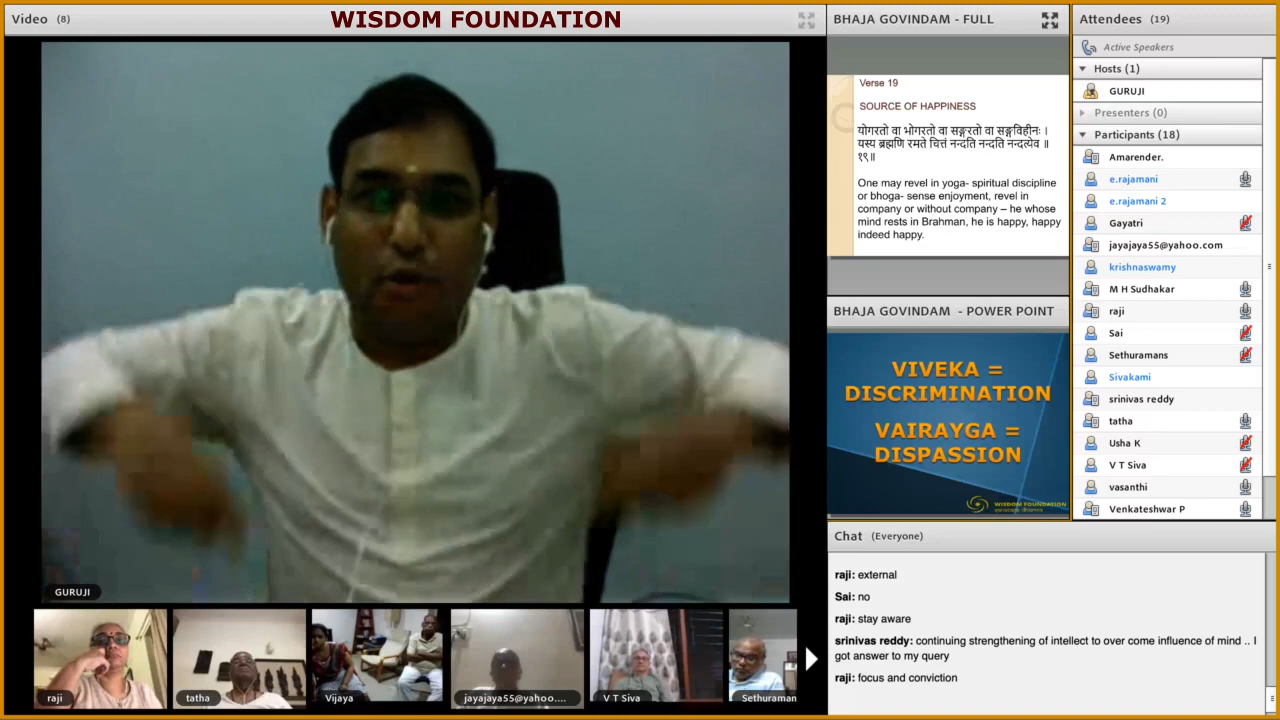 Video (8)
WISDOM FOUNDATION
GURUJI
raji
tatha
Vijaya
jayajaya55@yahoo....
V T Siva
Sethuraman
BHAJA GOVINDAM - FULL
Verse 19
SOURCE OF HAPPINESS
योगरतो वा भोगरतो वा सङ्गरतो वा सङ्गविहीनः ।
यस्य ब्रह्मणि रमते चित्तं नन्दति नन्दति नन्दत्येव ॥
१९॥
One may revel in yoga- spiritual discipline
or bhoga- sense enjoyment, revel in
company or without company – he whose
mind rests in Brahman, he is happy, happy
indeed happy.
BHAJA GOVINDAM - POWER POINT
VIVEKA =
DISCRIMINATION
VAIRAYGA =
DISPASSION
WISDOM FOUNDATION
Attendees (19)
Active Speakers
Hosts (1)
GURUJI
Presenters (0)
Participants (18)
Amarender.
e.rajamani
e.rajamani 2
Gayatri
jayajaya55@yahoo.com
krishnaswamy
M H Sudhakar
raji
Sai
Sethuramans
Sivakami
srinivas reddy
tatha
Usha K
V T Siva
vasanthi
Venkateshwar P
Chat (Everyone)
raji: external
Sai: no
raji: stay aware
srinivas reddy: continuing strengthening of intellect to over come influence of mind .. I
got answer to my query
raji: focus and conviction